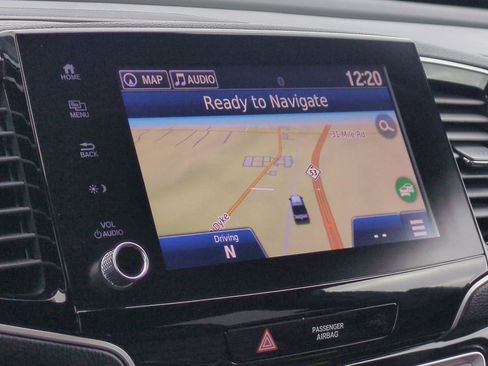 HOME
MENU
BACK
VOL
AUDIO
MAP
AUDIO
12:20
Ready to Navigate
31 Mile Rd
53
Dyke
Driving
N
--
PASSENGER
AIRBAG